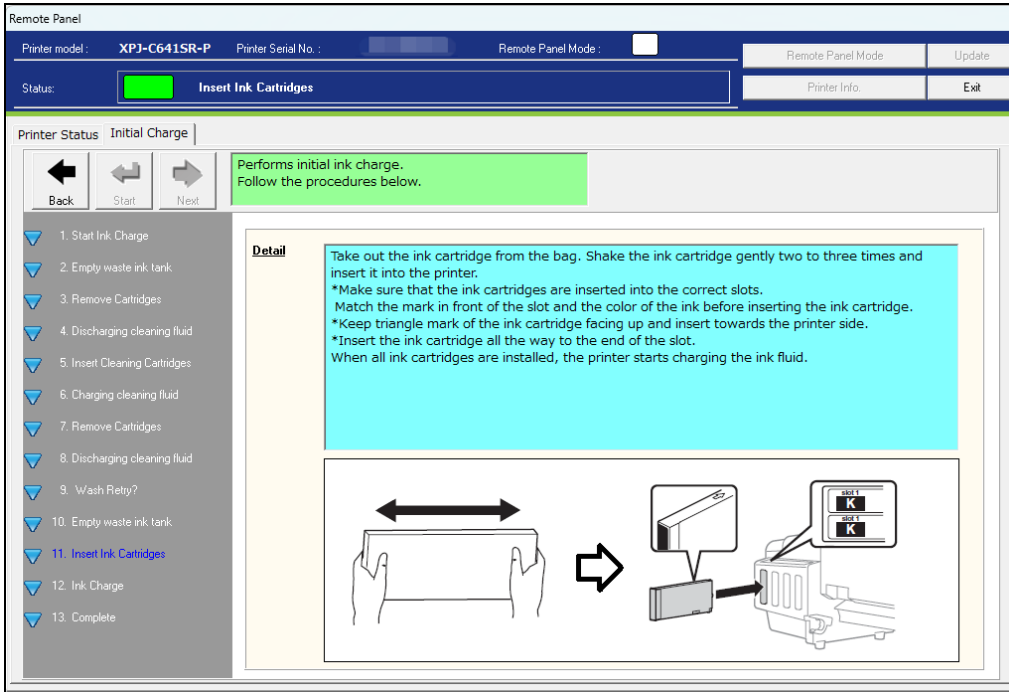 Remote Panel
Printer model : XPJ-C641SR-P Printer Serial No. : Remote Panel Mode :
Remote Panel Mode Update
Status: Insert Ink Cartridges
Printer Info. Exit
Printer Status Initial Charge
Back Start Next
Performs initial ink charge.
Follow the procedures below.
1. Start Ink Charge
2. Empty waste ink tank
3. Remove Cartridges
4. Discharging cleaning fluid
5. Insert Cleaning Cartridges
6. Charging cleaning fluid
7. Remove Cartridges
8. Discharging cleaning fluid
9. Wash Retry?
10. Empty waste ink tank
11. Insert Ink Cartridges
12. Ink Charge
13. Complete
Detail
Take out the ink cartridge from the bag. Shake the ink cartridge gently two to three times and
insert it into the printer.
*Make sure that the ink cartridges are inserted into the correct slots.
Match the mark in front of the slot and the color of the ink before inserting the ink cartridge.
*Keep triangle mark of the ink cartridge facing up and insert towards the printer side.
*Insert the ink cartridge all the way to the end of the slot.
When all ink cartridges are installed, the printer starts charging the ink fluid.
slot 1
K
slot 1
K